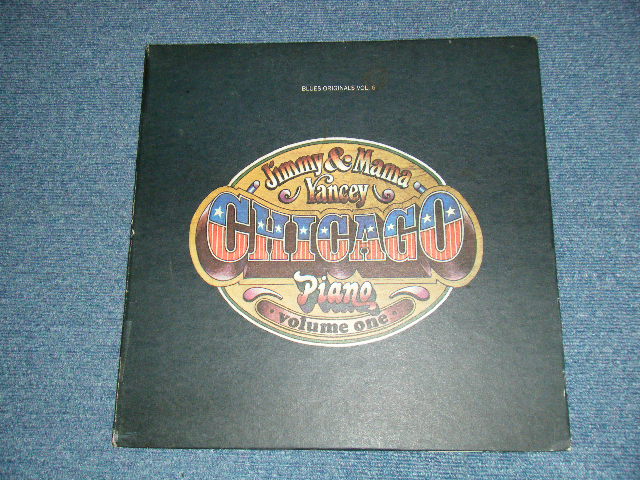 BLUES ORIGINALS VOL. 6
Jimmy & Mama
Yancey
CHICAGO
Piano
volume one